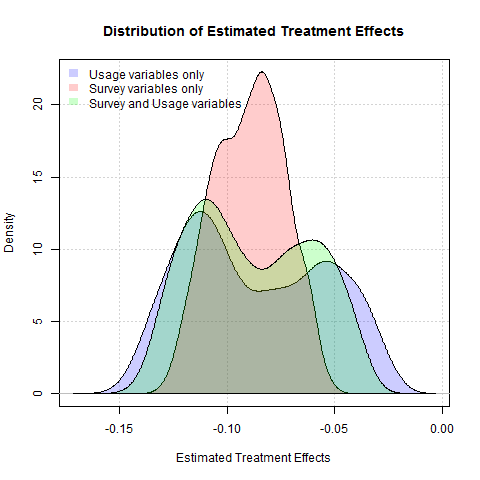 Distribution of Estimated Treatment Effects
Usage variables only
Survey variables only
Survey and Usage variables
Density
20
15
10
5
0
-0.15
-0.10
-0.05
0.00
Estimated Treatment Effects